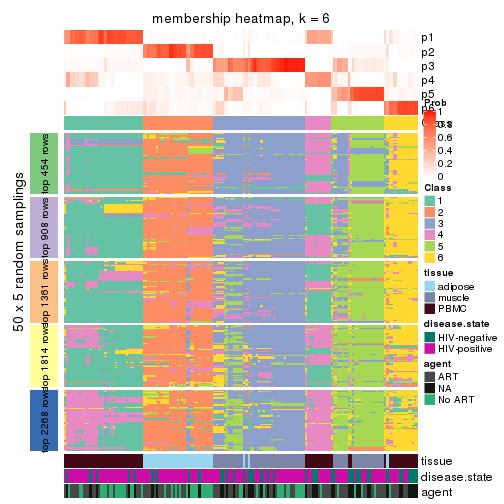 membership heatmap, k = 6
p1
p2
p3
p4
p5
p6
Prob
1
0.8
0.6
0.4
0.2
0
Class
1
2
3
4
5
6
tissue
adipose
muscle
PBMC
disease.state
HIV-negative
HIV-positive
agent
ART
NA
No ART
50 x 5 random samplings
top 454 rows
top 908 rows
top 1361 rows
top 1814 rows
top 2268 rows
tissue
disease.state
agent